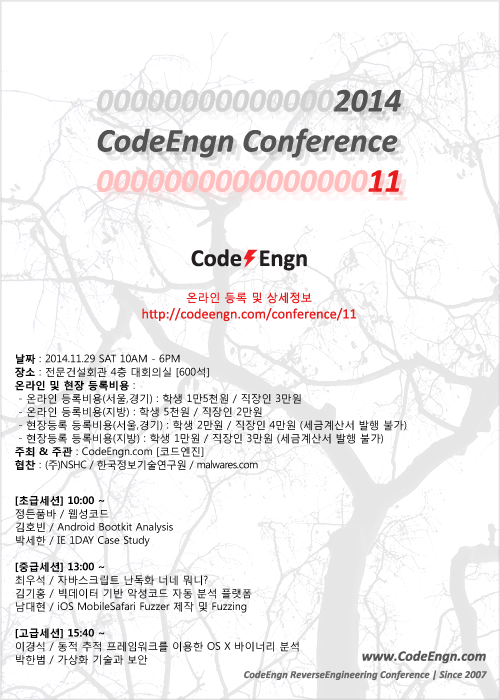 000000000000002014
CodeEngn Conference
000000000000000011
Code Engn
온라인 등록 및 상세정보
http://codeengn.com/conference/11
날짜 : 2014.11.29 SAT 10AM - 6PM
장소 : 전문건설회관 4층 대회의실 [600석]
온라인 및 현장 등록비용 :
- 온라인 등록비용(서울,경기) : 학생 1만5천원 / 직장인 3만원
- 온라인 등록비용(지방) : 학생 5천원 / 직장인 2만원
- 현장등록 등록비용(서울,경기) : 학생 2만원 / 직장인 4만원 (세금계산서 발행 불가)
- 현장등록 등록비용(지방) : 학생 1만원 / 직장인 3만원 (세금계산서 발행 불가)
주최 & 주관 : CodeEngn.com [코드엔진]
협찬 : (주)NSHC / 한국정보기술연구원 / malwares.com
[초급세션] 10:00 ~
정든품바 / 웹성코드
김호빈 / Android Bootkit Analysis
박세한 / IE 1DAY Case Study
[중급세션] 13:00 ~
최우석 / 자바스크립트 난독화 너네 뭐니?
김기홍 / 빅데이터 기반 악성코드 자동 분석 플랫폼
남대현 / iOS MobileSafari Fuzzer 제작 및 Fuzzing
[고급세션] 15:40 ~
이경식 / 동적 추적 프레임워크를 이용한 OS X 바이너리 분석
박한범 / 가상화 기술과 보안
www.CodeEngn.com
CodeEngn ReverseEngineering Conference | Since 2007